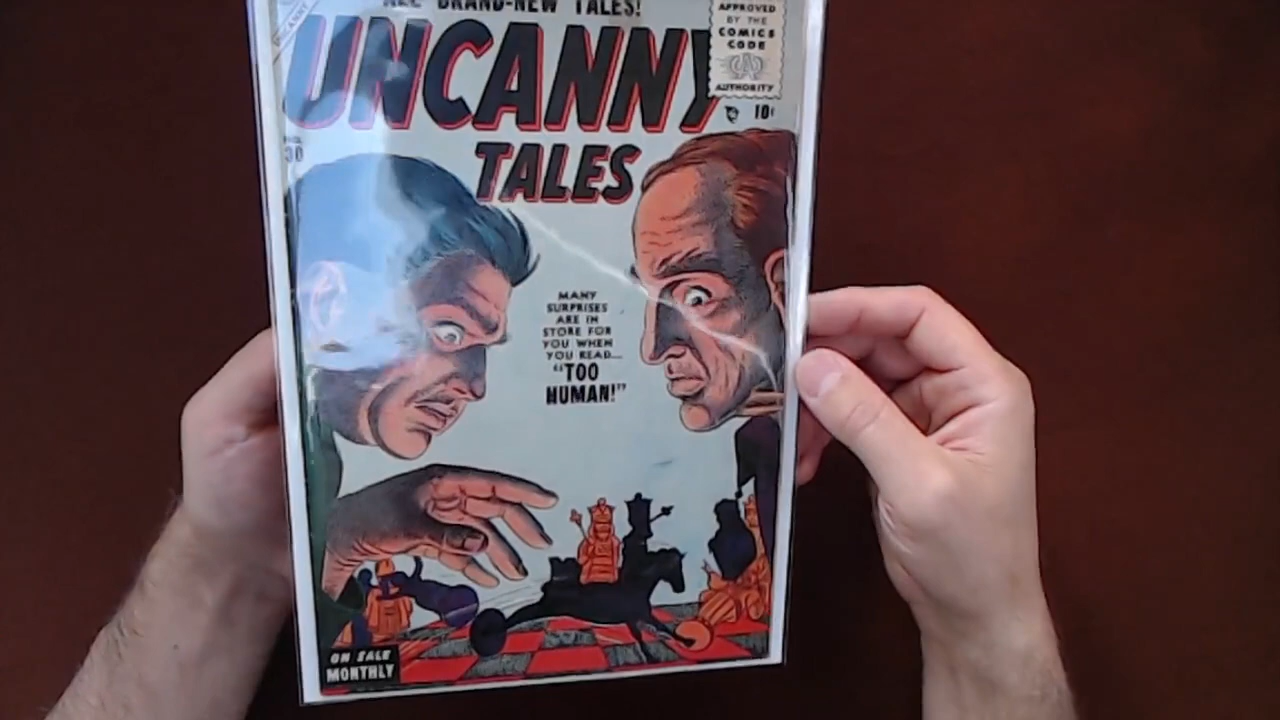 ALL BRAND-NEW TALES!
UNCANNY
TALES
APPROVED
BY THE
COMICS
CODE
AUTHORITY
10¢
30
MANY
SURPRISES
ARE IN
STORE FOR
YOU WHEN
YOU READ...
"TOO
HUMAN!"
ON SALE
MONTHLY